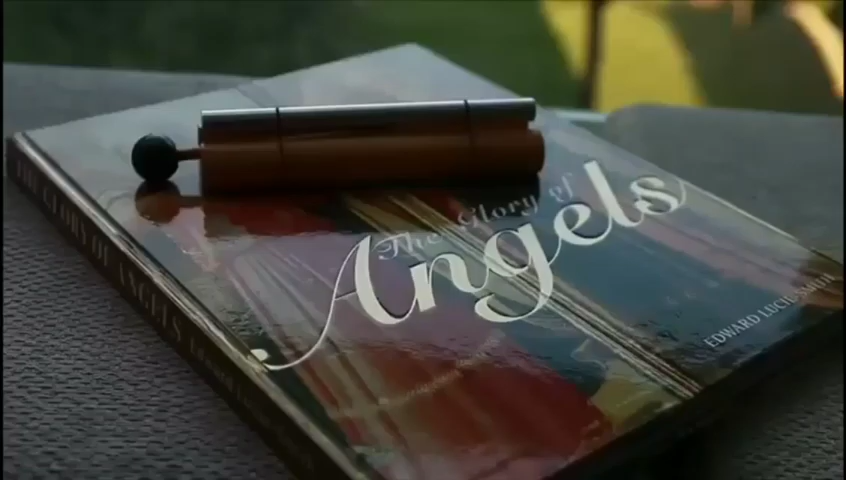 The Glory of
Angels
EDWARD LUCIE-SMITH
THE GLORY OF ANGELS